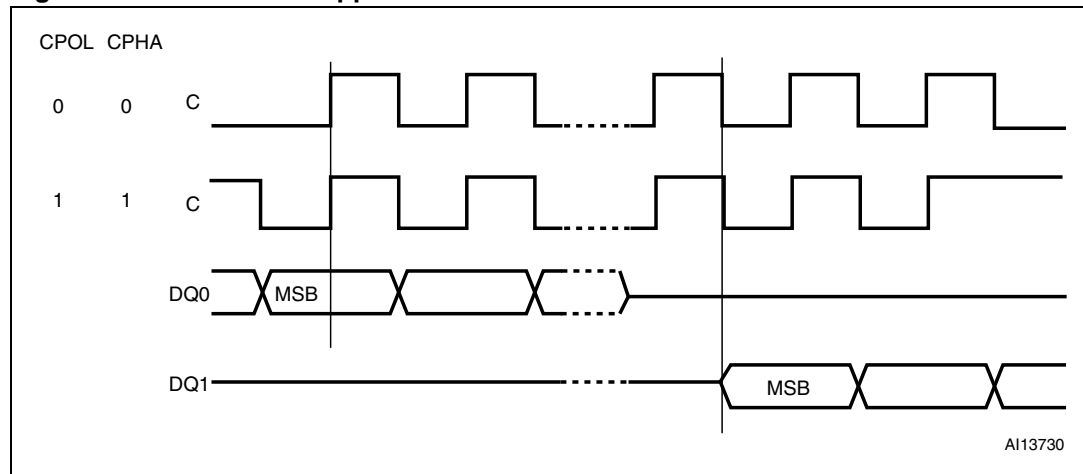 CPOL CPHA
0 0 C
1 1 C
DQ0 MSB
DQ1 MSB
AI13730